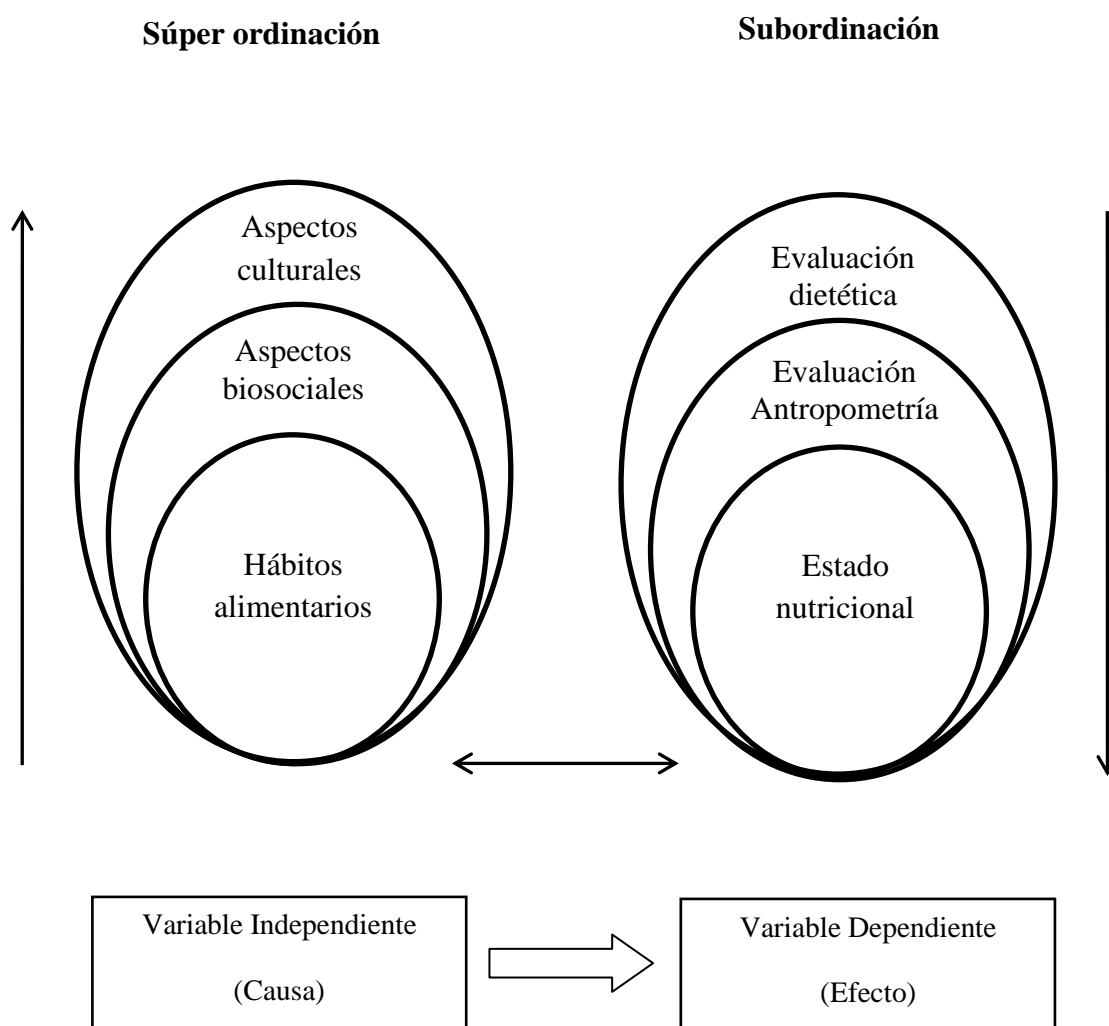 Súper ordinación
Subordinación
Aspectos
culturales
Aspectos
biosociales
Hábitos
alimentarios
Evaluación
dietética
Evaluación
Antropometría
Estado
nutricional
Variable Independiente
(Causa)
Variable Dependiente
(Efecto)